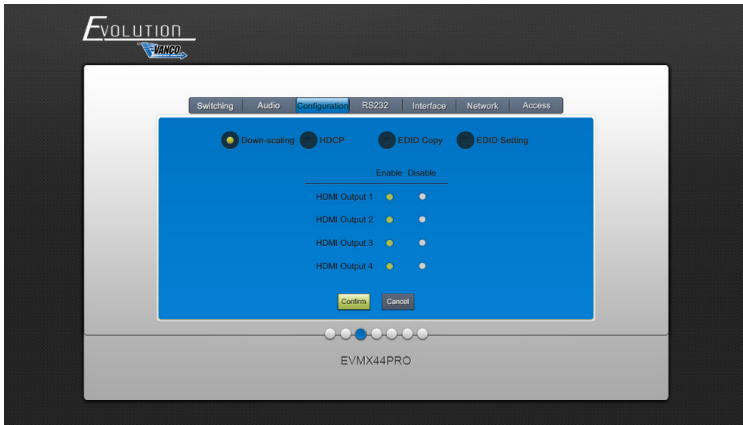 EVOLUTION
VANCO
Switching Audio Configuration RS232 Interface Network Access
Down-scaling HDCP EDID Copy EDID Setting
Enable Disable
HDMI Output 1
HDMI Output 2
HDMI Output 3
HDMI Output 4
Confirm Cancel
EVMX44PRO